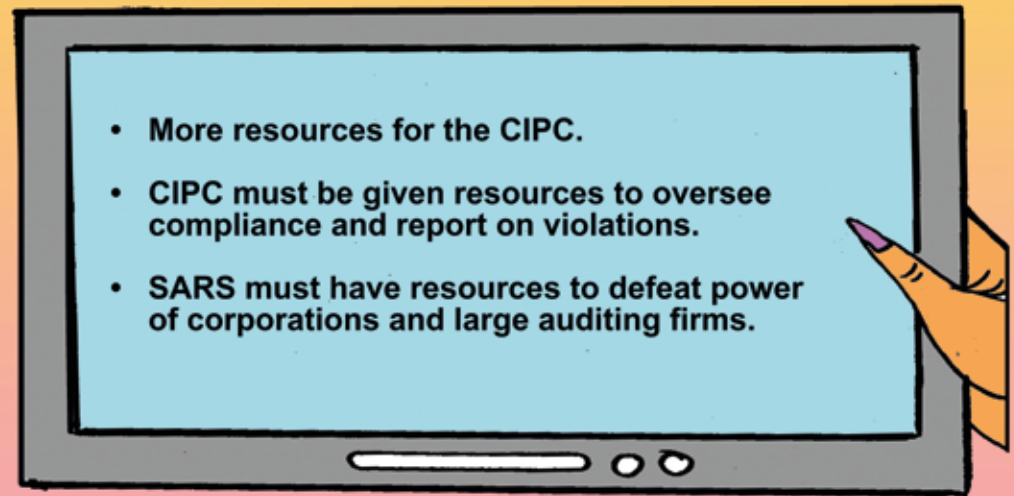 • More resources for the CIPC.
• CIPC must be given resources to oversee
compliance and report on violations.
• SARS must have resources to defeat power
of corporations and large auditing firms.